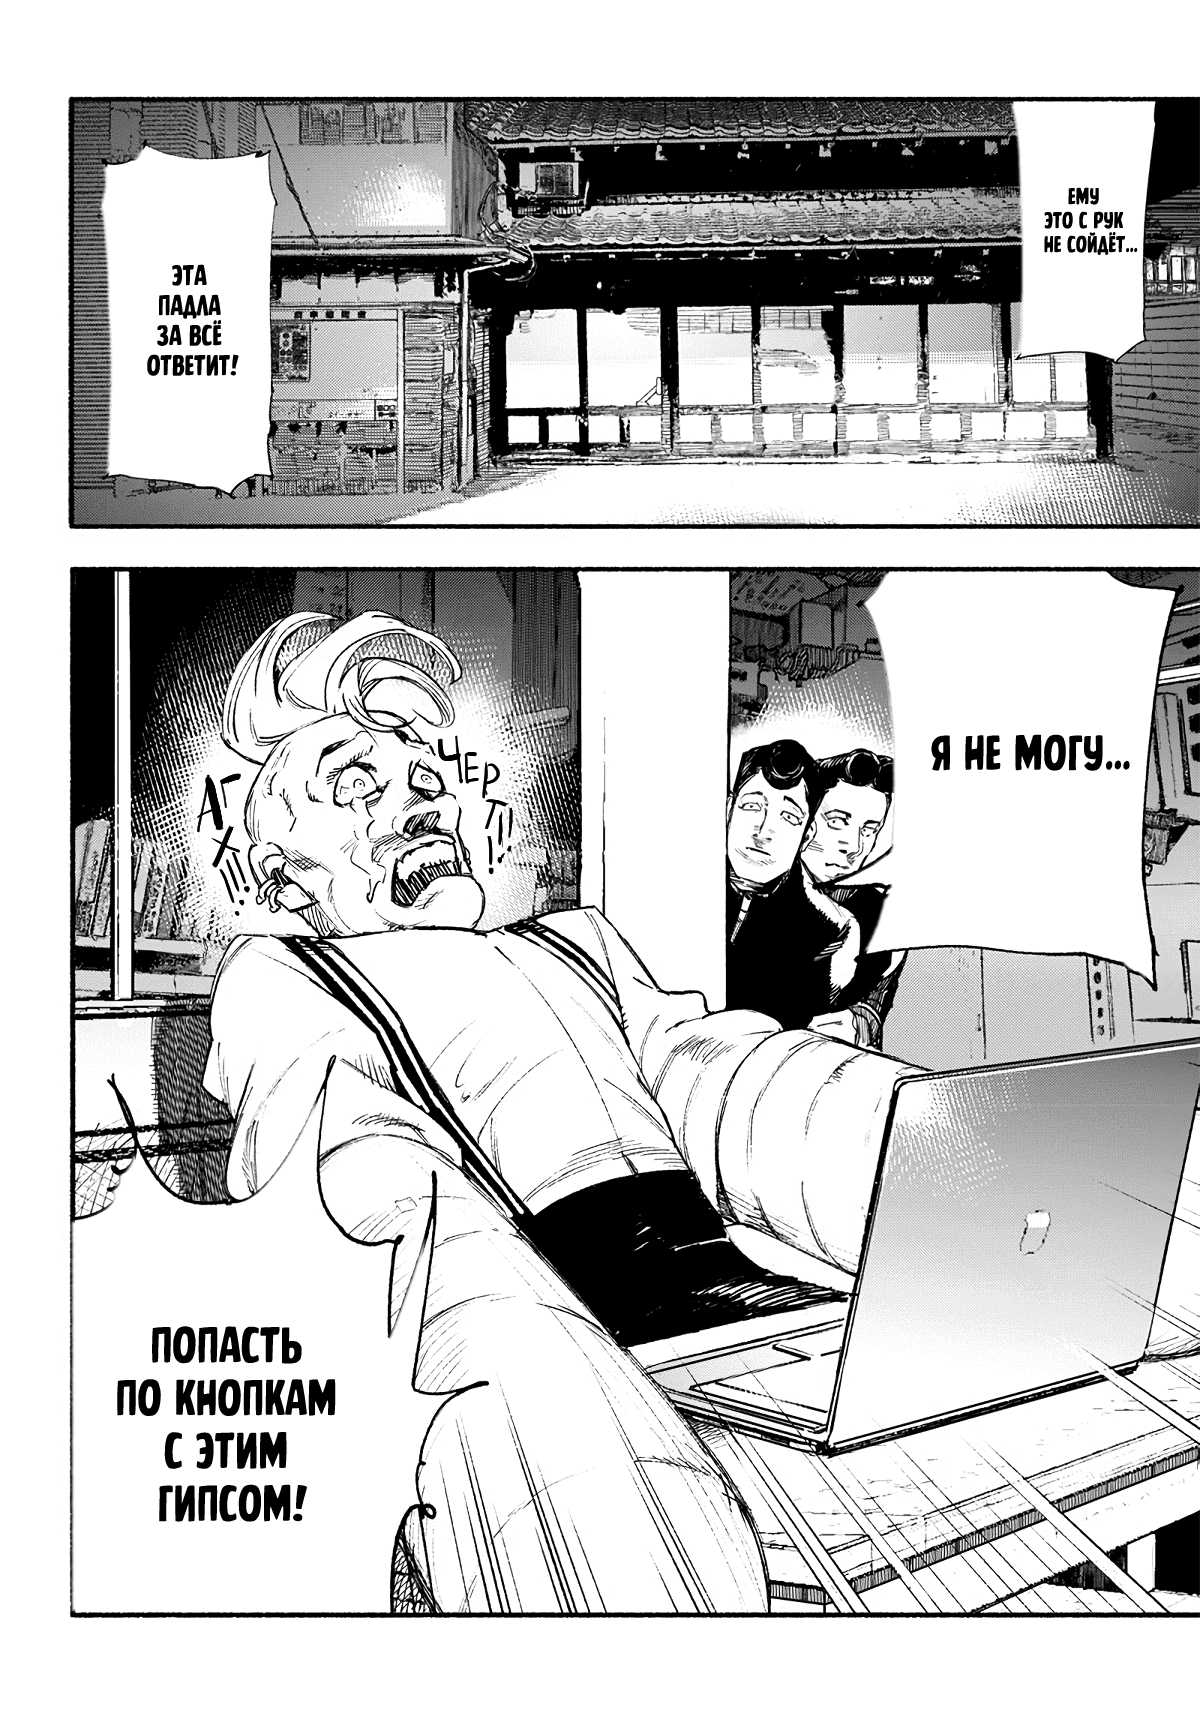 ЕМУ
ЭТО С РУК
НЕ СОЙДЁТ...
ЭТА
ПАДЛА
ЗА ВСЁ
ОТВЕТИТ!
Я НЕ МОГУ...
ЧЕРТ!!!
АГХ!!!
ПОПАСТЬ
ПО КНОПКАМ
С ЭТИМ
ГИПСОМ!